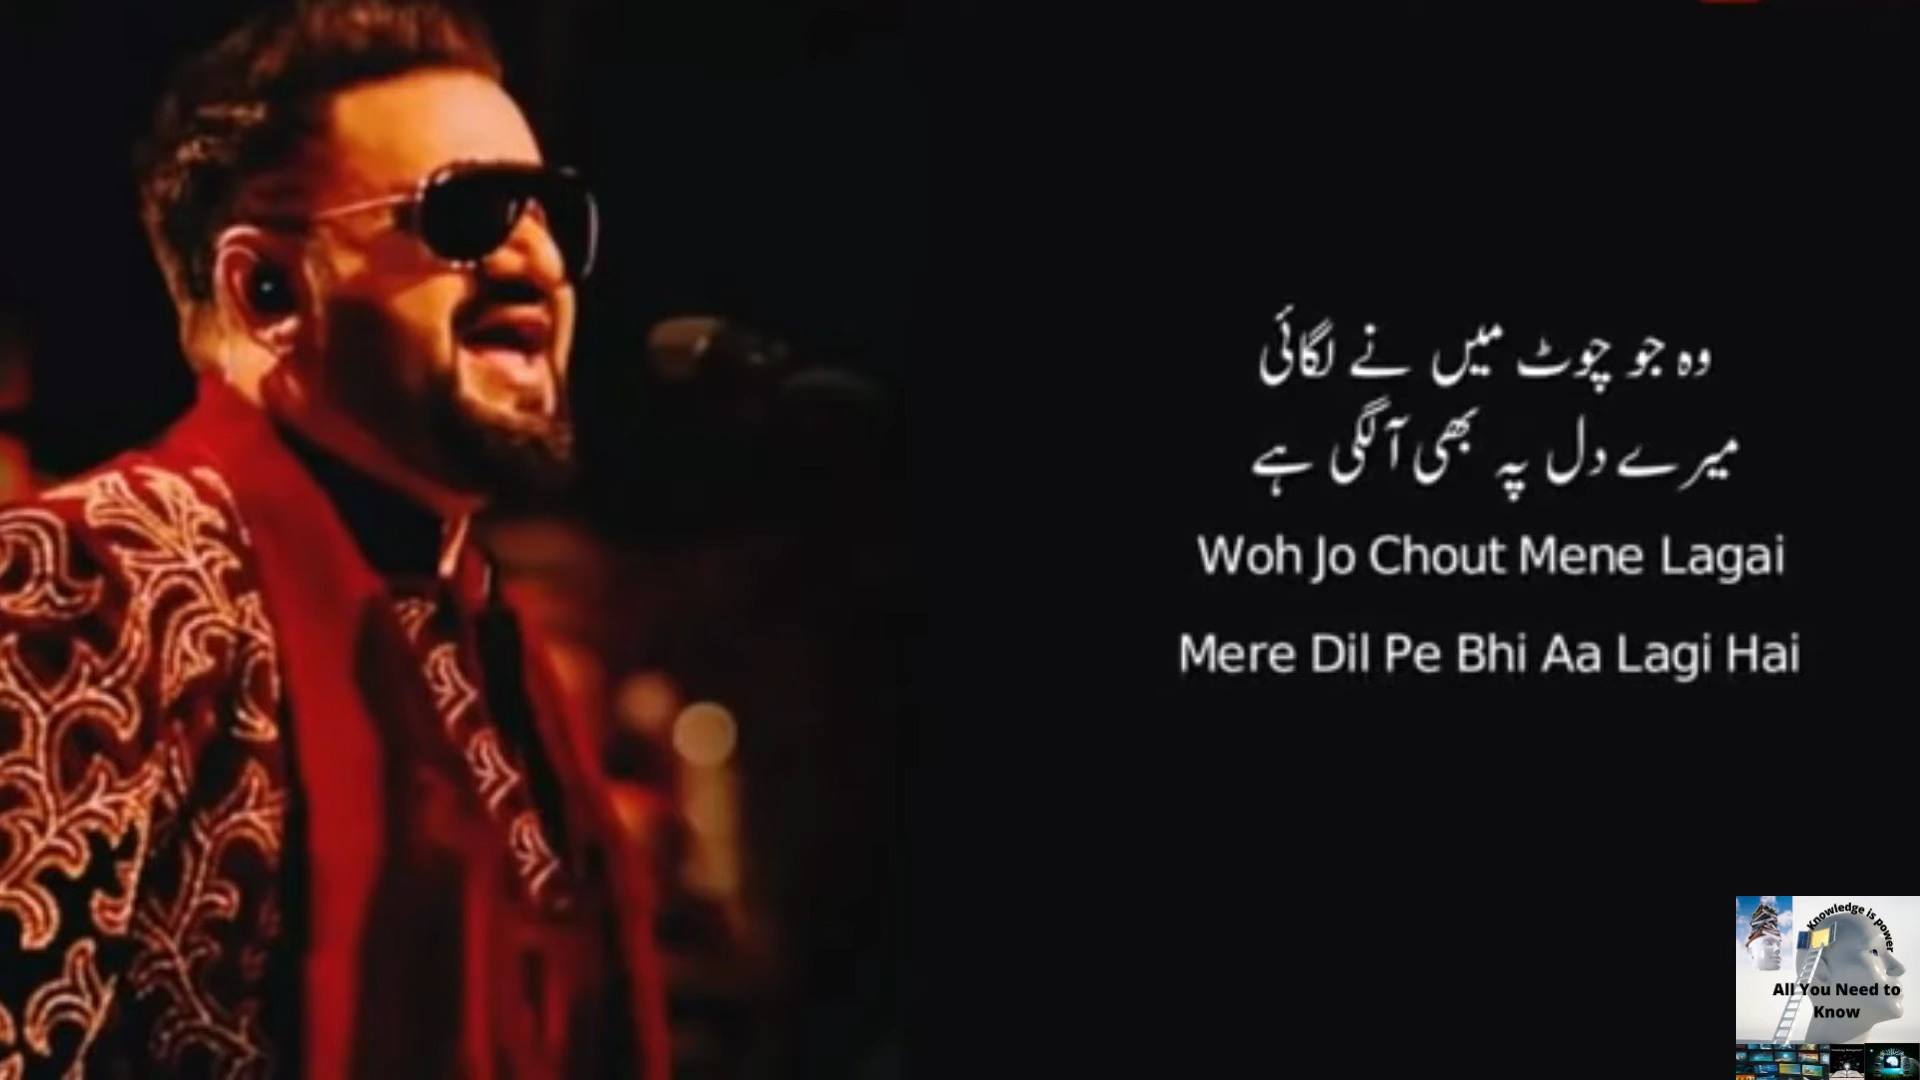 وہ جو چوٹ میں نے لگائی
میرے دل پہ بھی آ لگی ہے
Woh Jo Chout Mene Lagai
Mere Dil Pe Bhi Aa Lagi Hai
Knowledge is power
All You Need to
Know